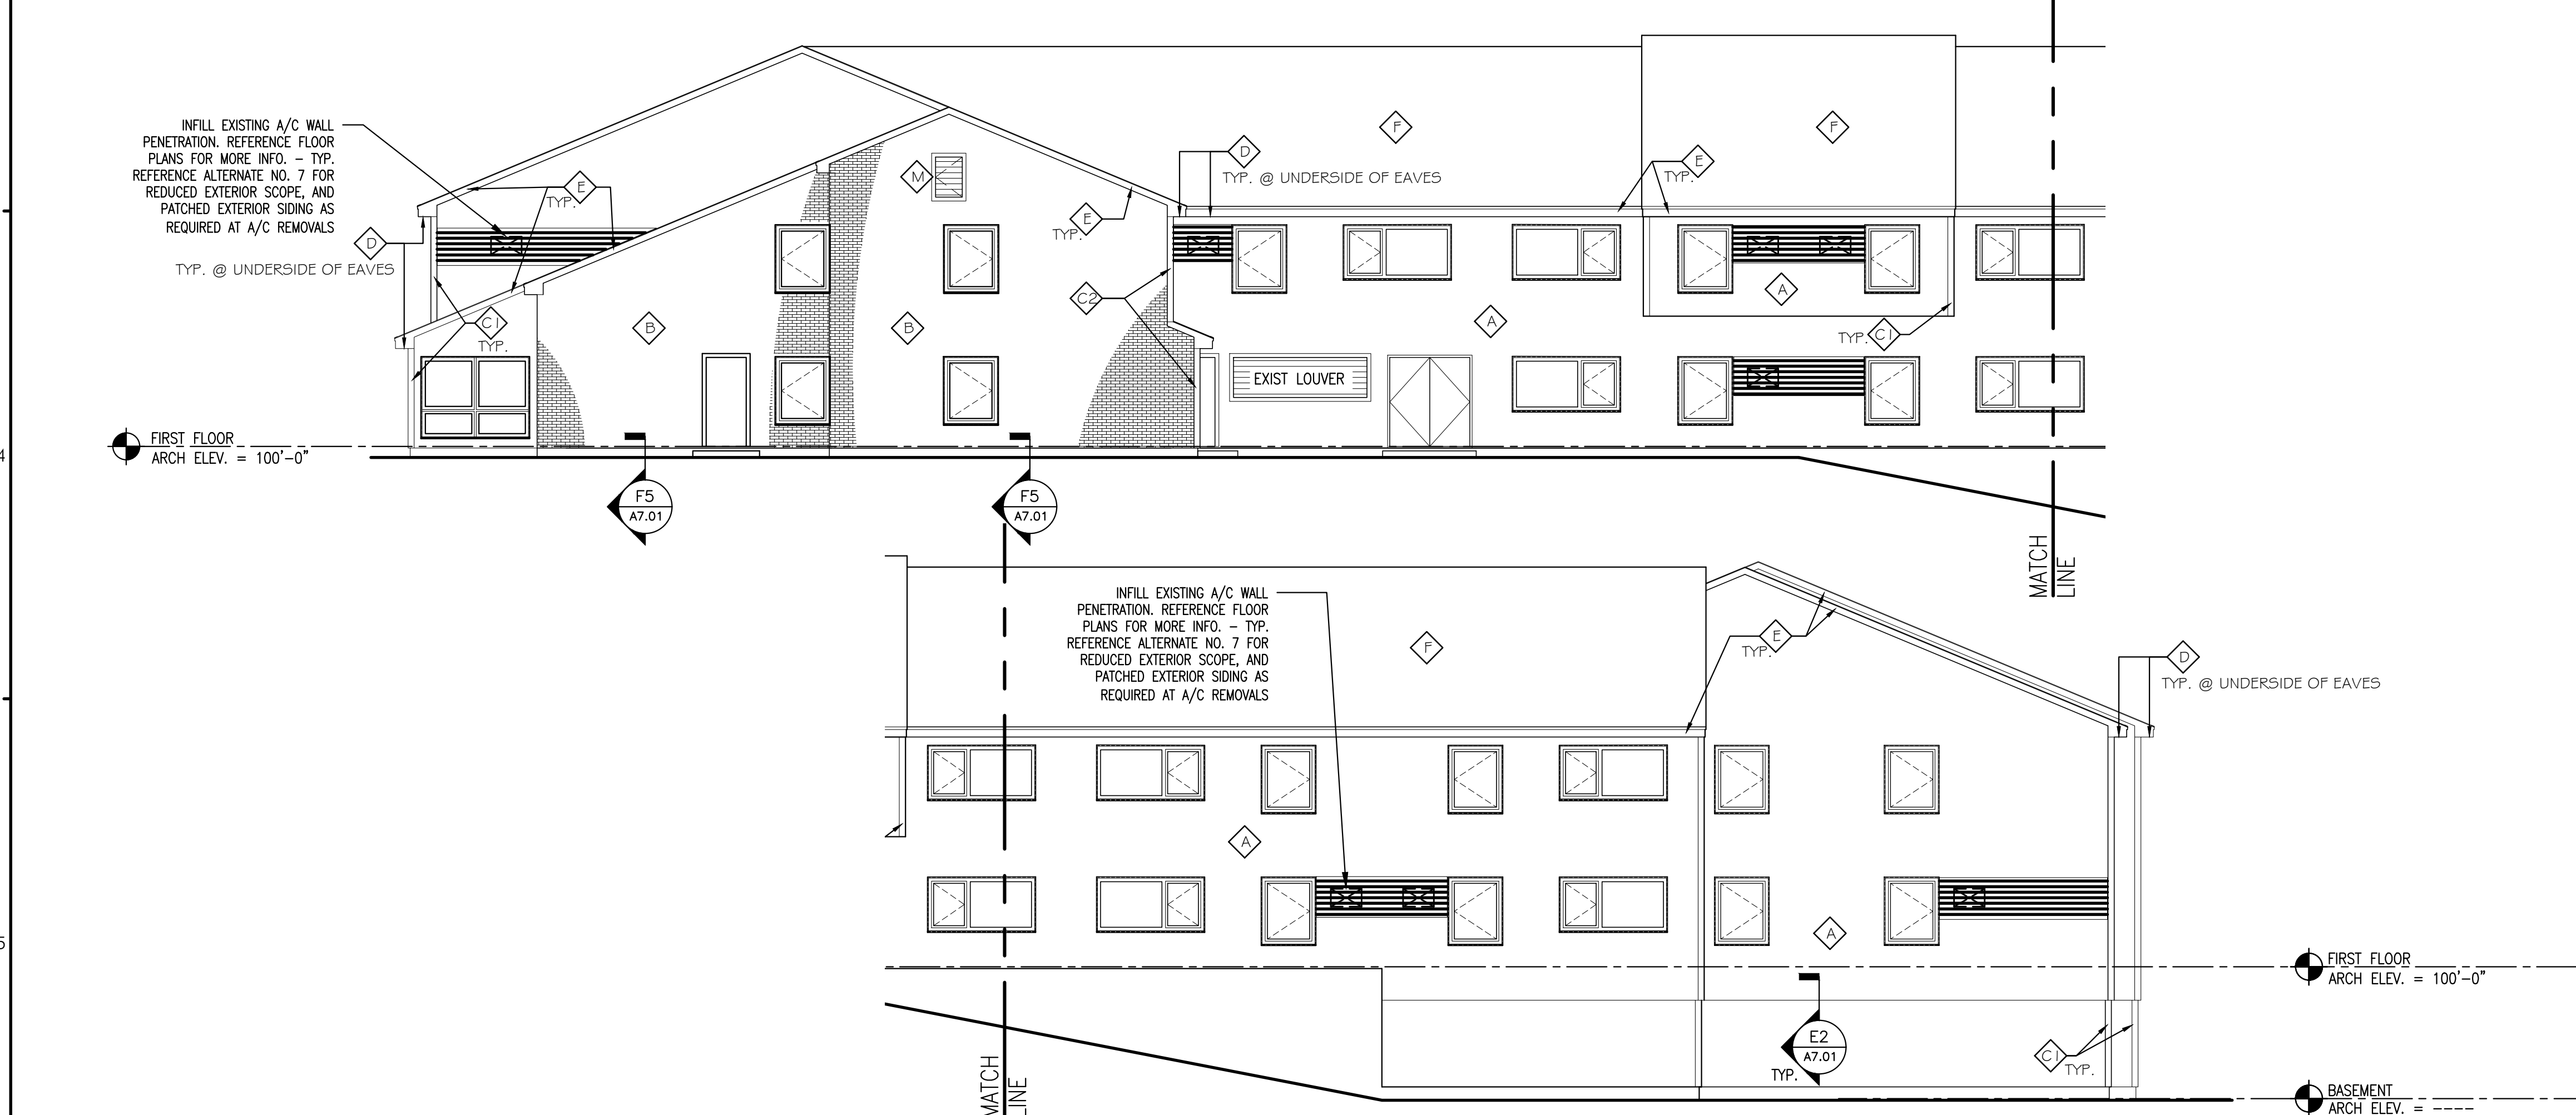 INFILL EXISTING A/C WALL
PENETRATION. REFERENCE FLOOR
PLANS FOR MORE INFO. – TYP.
REFERENCE ALTERNATE NO. 7 FOR
REDUCED EXTERIOR SCOPE, AND
PATCHED EXTERIOR SIDING AS
REQUIRED AT A/C REMOVALS
D
TYP. @ UNDERSIDE OF EAVES
E
TYP.
C1
TYP.
B
M
B
E
TYP.
C2
D
TYP. @ UNDERSIDE OF EAVES
F
F
E
TYP.
A
A
TYP.
C1
EXIST LOUVER
FIRST FLOOR
ARCH ELEV. = 100'-0"
F5
A7.01
F5
A7.01
MATCH
LINE
4
INFILL EXISTING A/C WALL
PENETRATION. REFERENCE FLOOR
PLANS FOR MORE INFO. – TYP.
REFERENCE ALTERNATE NO. 7 FOR
REDUCED EXTERIOR SCOPE, AND
PATCHED EXTERIOR SIDING AS
REQUIRED AT A/C REMOVALS
F
E
TYP.
D
TYP. @ UNDERSIDE OF EAVES
A
A
5
FIRST FLOOR
ARCH ELEV. = 100'-0"
E2
A7.01
TYP.
C1
TYP.
MATCH
LINE
BASEMENT
ARCH ELEV. = ----